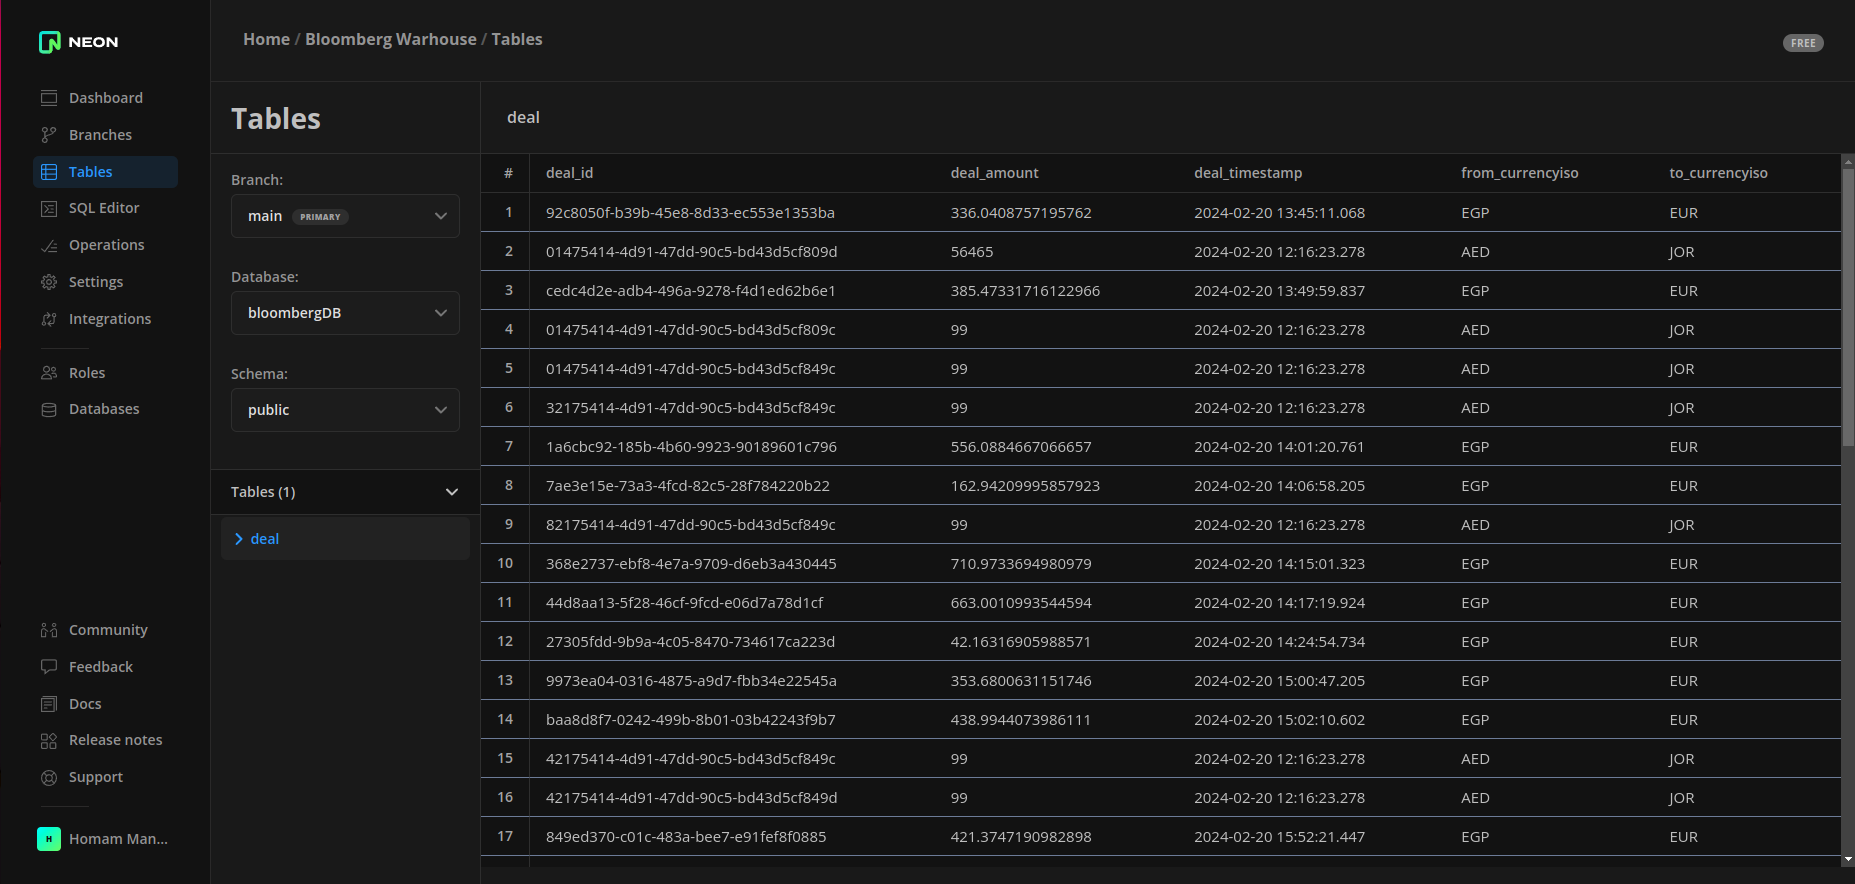 NEON
Dashboard
Branches
Tables
SQL Editor
Operations
Settings
Integrations
Roles
Databases
Community
Feedback
Docs
Release notes
Support
H
Homam Man...
Home / Bloomberg Warhouse / Tables
FREE
Tables
Branch:
main PRIMARY
Database:
bloombergDB
Schema:
public
Tables (1)
deal
deal
# deal_id deal_amount deal_timestamp from_currencyiso to_currencyiso
1 92c8050f-b39b-45e8-8d33-ec553e1353ba 336.0408757195762 2024-02-20 13:45:11.068 EGP EUR
2 01475414-4d91-47dd-90c5-bd43d5cf809d 56465 2024-02-20 12:16:23.278 AED JOR
3 cedc4d2e-adb4-496a-9278-f4d1ed62b6e1 385.47331716122966 2024-02-20 13:49:59.837 EGP EUR
4 01475414-4d91-47dd-90c5-bd43d5cf809c 99 2024-02-20 12:16:23.278 AED JOR
5 01475414-4d91-47dd-90c5-bd43d5cf849c 99 2024-02-20 12:16:23.278 AED JOR
6 32175414-4d91-47dd-90c5-bd43d5cf849c 99 2024-02-20 12:16:23.278 AED JOR
7 1a6cbc92-185b-4b60-9923-90189601c796 556.0884667066657 2024-02-20 14:01:20.761 EGP EUR
8 7ae3e15e-73a3-4fcd-82c5-28f784220b22 162.94209995857923 2024-02-20 14:06:58.205 EGP EUR
9 82175414-4d91-47dd-90c5-bd43d5cf849c 99 2024-02-20 12:16:23.278 AED JOR
10 368e2737-ebf8-4e7a-9709-d6eb3a430445 710.9733694980979 2024-02-20 14:15:01.323 EGP EUR
11 44d8aa13-5f28-46cf-9fcd-e06d7a78d1cf 663.0010993544594 2024-02-20 14:17:19.924 EGP EUR
12 27305fdd-9b9a-4c05-8470-734617ca223d 42.16316905988571 2024-02-20 14:24:54.734 EGP EUR
13 9973ea04-0316-4875-a9d7-fbb34e22545a 353.6800631151746 2024-02-20 15:00:47.205 EGP EUR
14 baa8d8f7-0242-499b-8b01-03b42243f9b7 438.9944073986111 2024-02-20 15:02:10.602 EGP EUR
15 42175414-4d91-47dd-90c5-bd43d5cf849c 99 2024-02-20 12:16:23.278 AED JOR
16 42175414-4d91-47dd-90c5-bd43d5cf849d 99 2024-02-20 12:16:23.278 AED JOR
17 849ed370-c01c-483a-bee7-e91fef8f0885 421.3747190982898 2024-02-20 15:52:21.447 EGP EUR